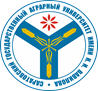 САРАТОВСКИЙ ГОСУДАРСТВЕННЫЙ АГРАРНЫЙ УНИВЕРСИТЕТ ИМЕНИ Н. И. ВАВИЛОВА